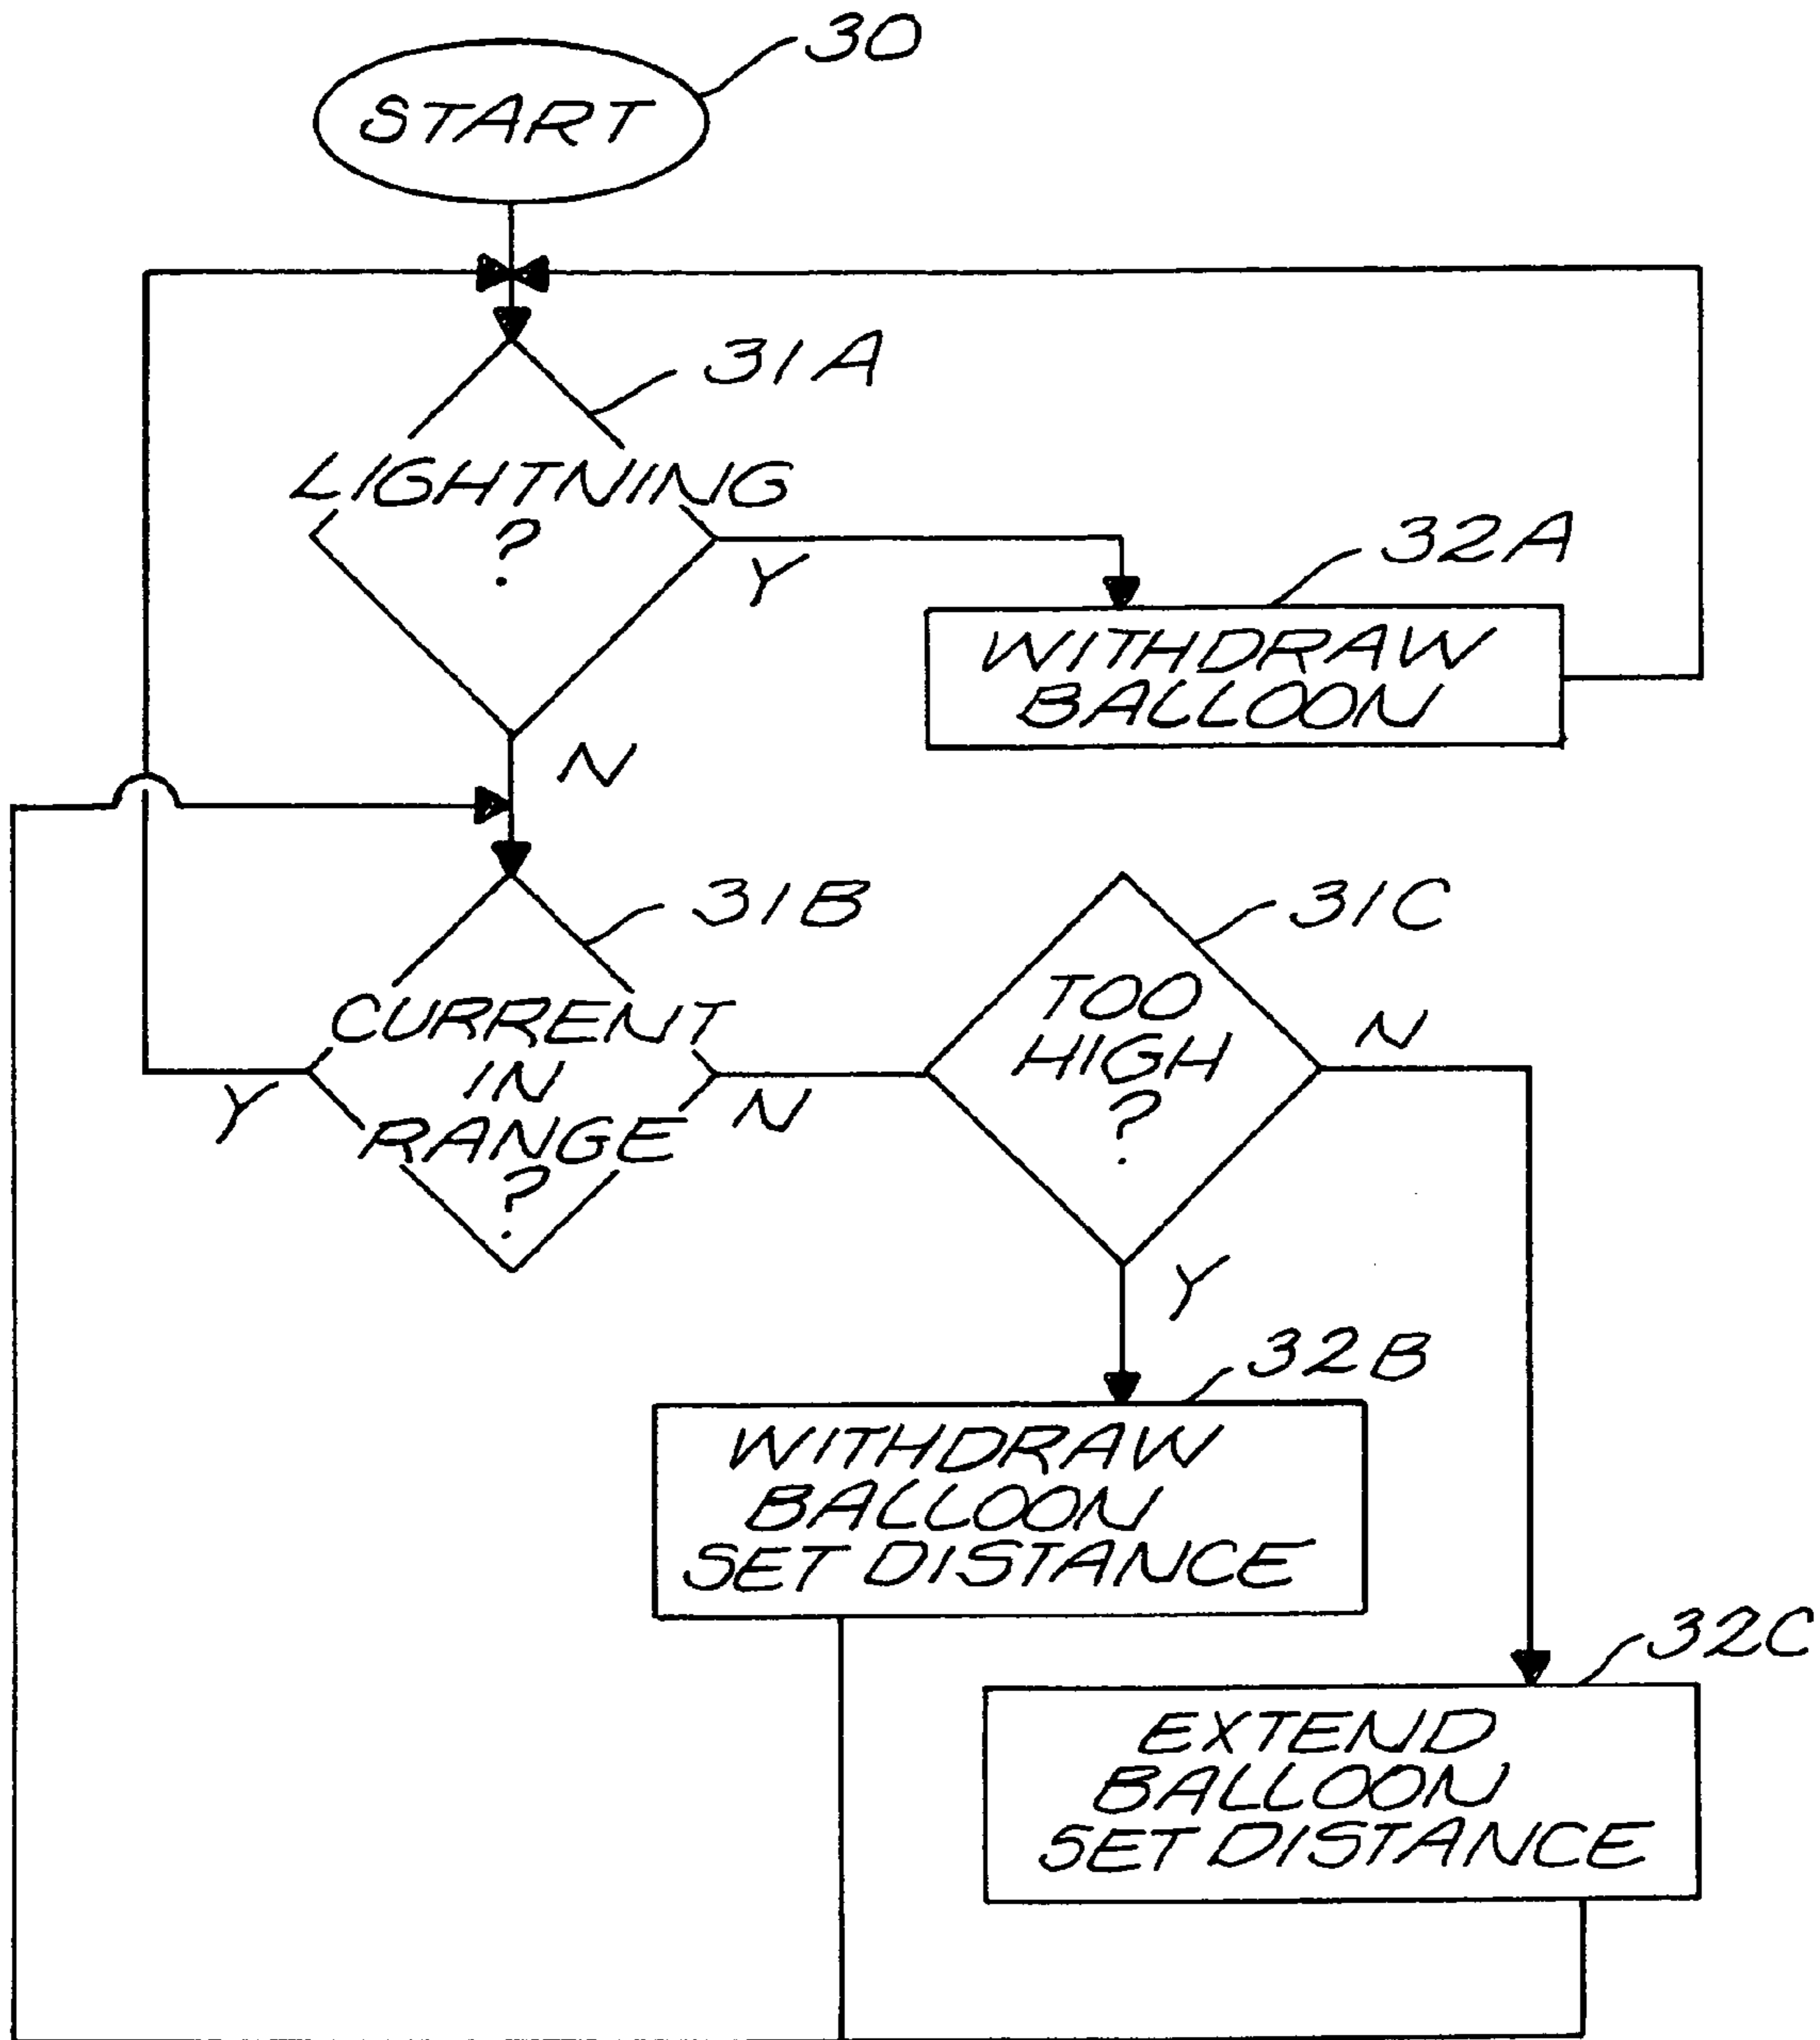 30
START
31A
LIGHTNING
?
Y
32A
WITHDRAW
BALLOON
N
31B
CURRENT
IN
RANGE
?
Y
N
31C
TOO
HIGH
?
N
Y
32B
WITHDRAW
BALLOON
SET DISTANCE
32C
EXTEND
BALLOON
SET DISTANCE